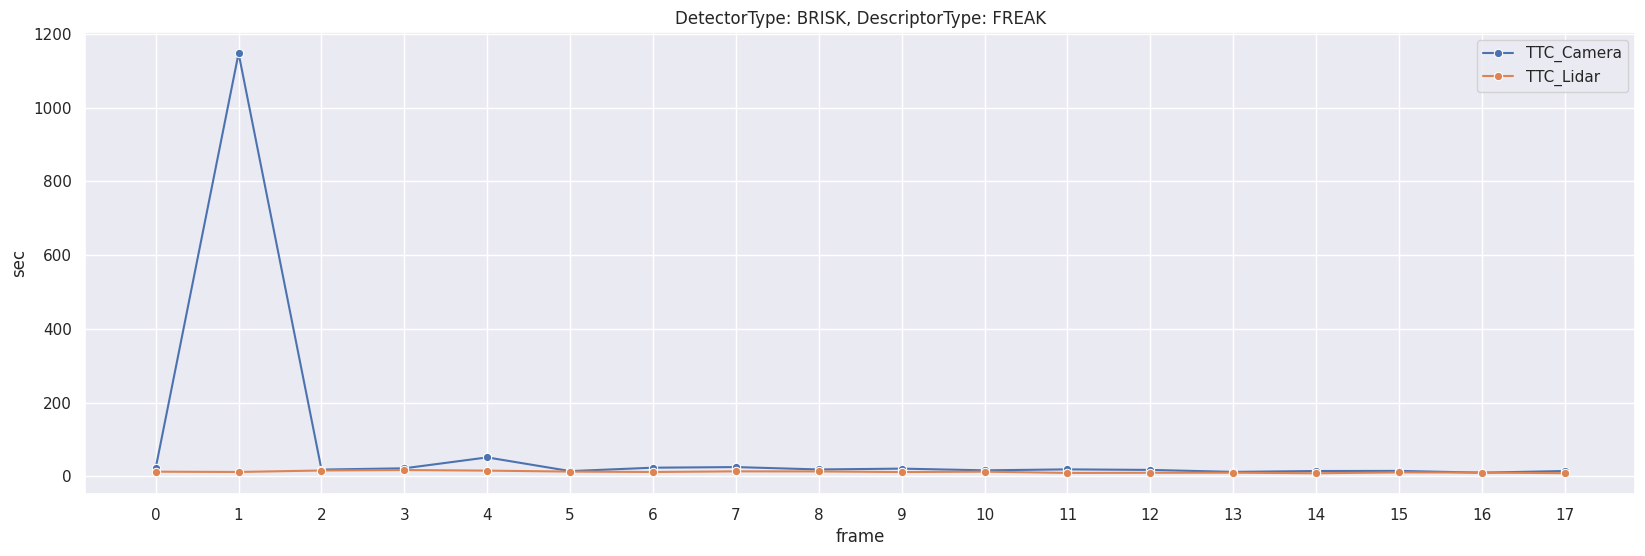 DetectorType: BRISK, DescriptorType: FREAK
TTC_Camera
TTC_Lidar
1200
1000
800
600
400
200
0
sec
0 1 2 3 4 5 6 7 8 9 10 11 12 13 14 15 16 17
frame